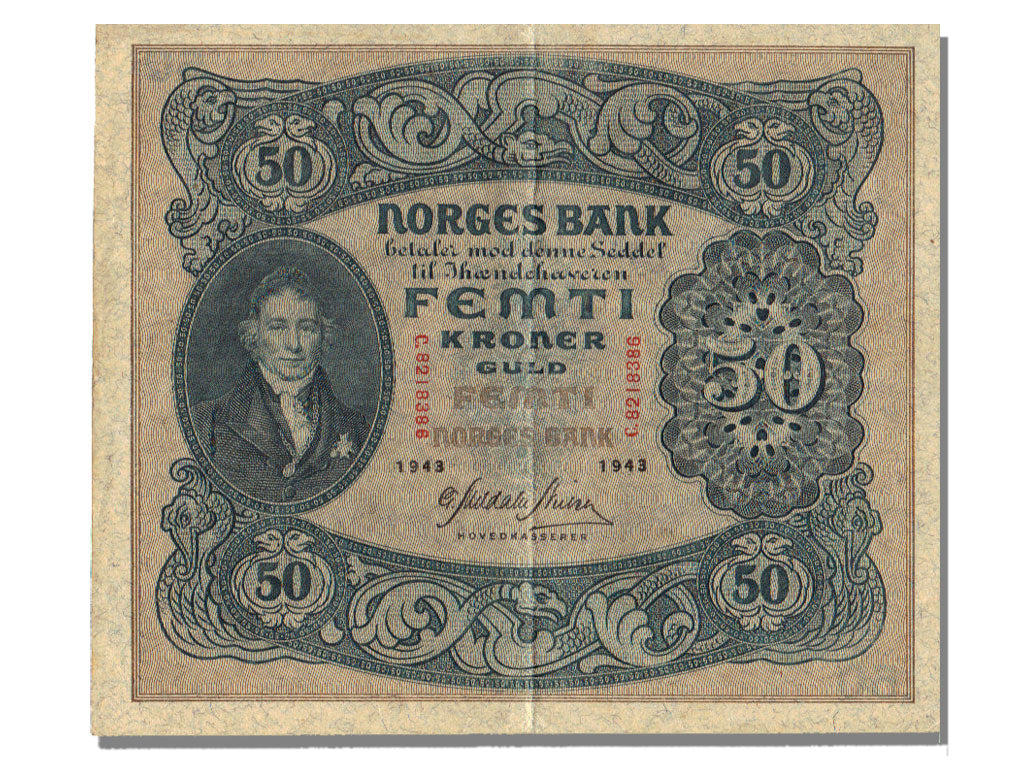 50 50
NORGES BANK
betaler mod denne Seddel
til Ihændehaveren
FEMTI
KRONER
GULD
C.8218386 C.8218386
50
FEMTI
NORGES BANK
1943 1943
HOVEDKASSERER
50 50